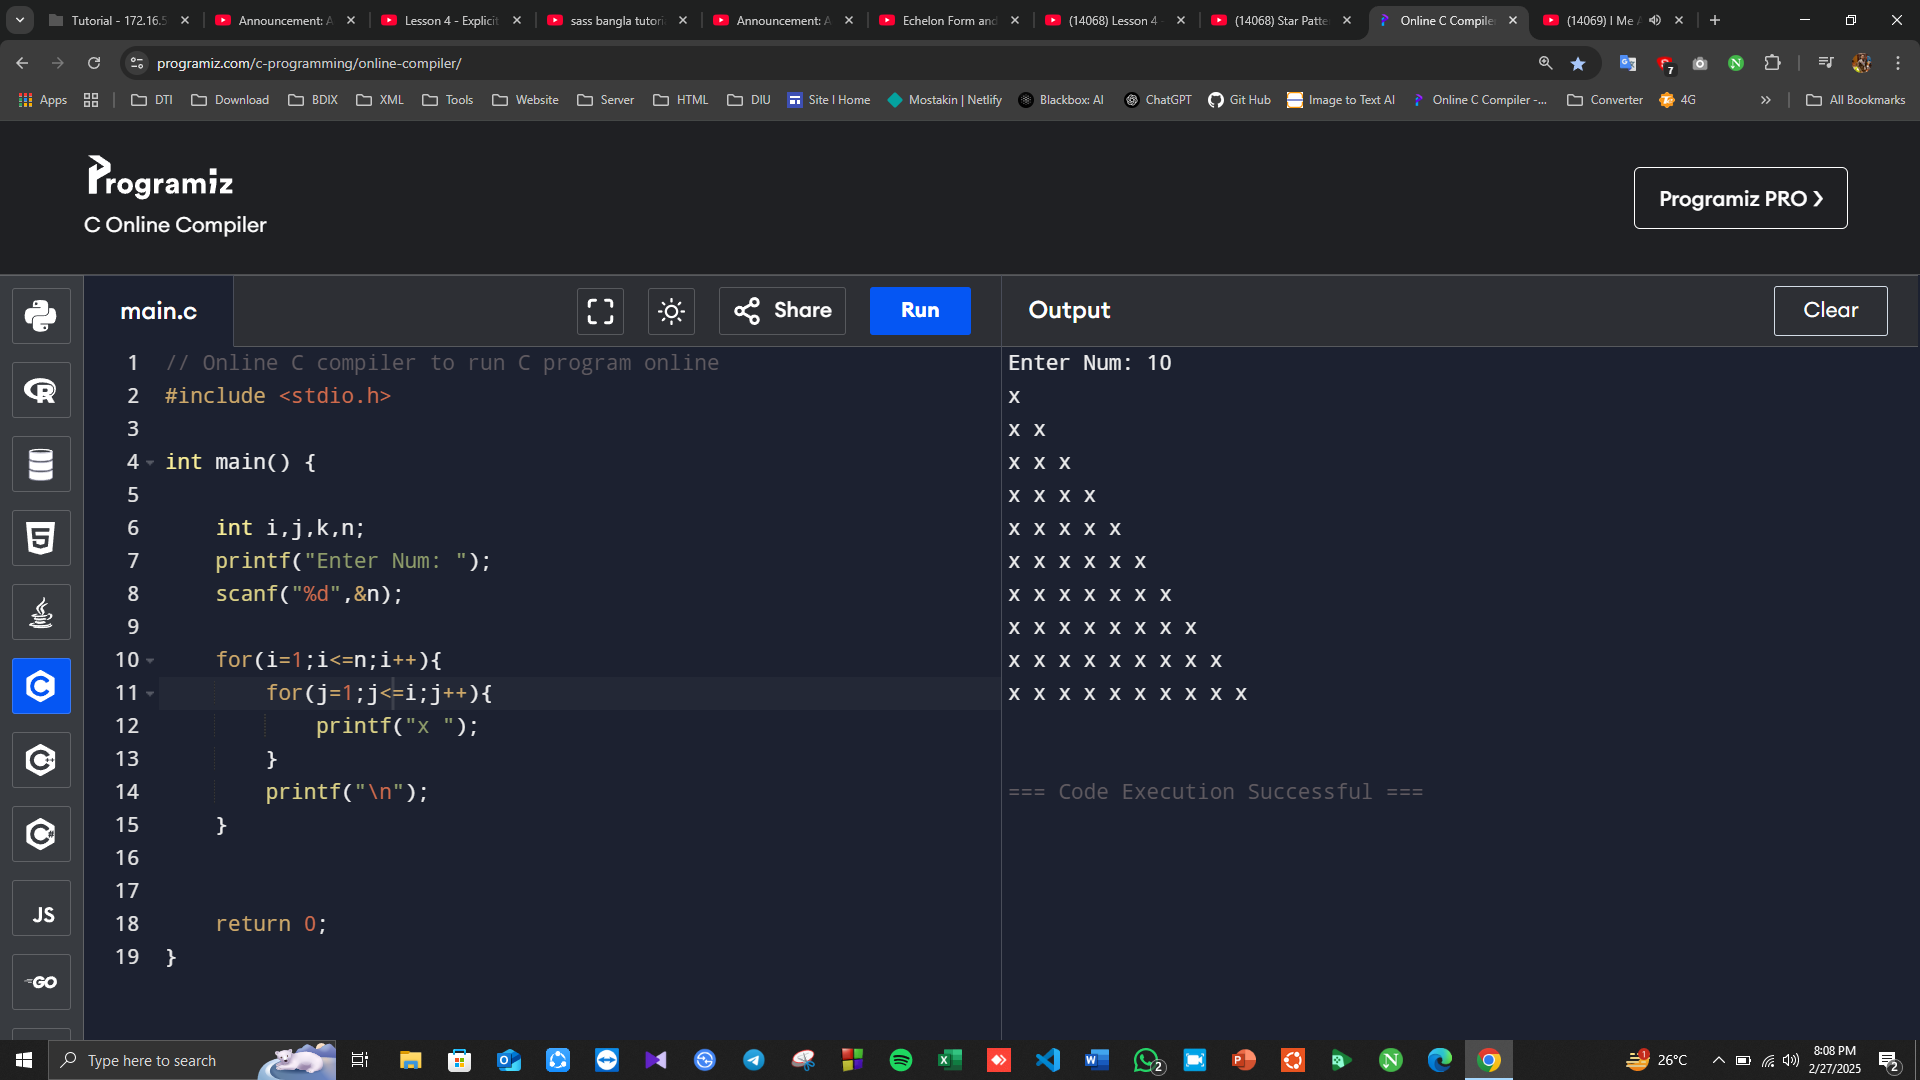 Tutorial - 172.16.5
Announcement: A
Lesson 4 - Explicit
sass bangla tutori
Announcement: A
Echelon Form and
(14068) Lesson 4 -
(14068) Star Patte
Online C Compile
(14069) I Me A
programiz.com/c-programming/online-compiler/
7
Apps
DTI
Download
BDIX
XML
Tools
Website
Server
HTML
DIU
Site I Home
Mostakin | Netlify
Blackbox: AI
ChatGPT
Git Hub
Image to Text AI
Online C Compiler -...
Converter
4G
All Bookmarks
Programiz
C Online Compiler
Programiz PRO
main.c
Share
Run
Output
Clear
1 // Online C compiler to run C program online
2 #include <stdio.h>
3
4 int main() {
5
6 int i,j,k,n;
7 printf("Enter Num: ");
8 scanf("%d",&n);
9
10 for(i=1;i<=n;i++){
11 for(j=1;j<=i;j++){
12 printf("x ");
13 }
14 printf("\n");
15 }
16
17
18 return 0;
19 }
Enter Num: 10
x
x x
x x x
x x x x
x x x x x
x x x x x x
x x x x x x x
x x x x x x x x
x x x x x x x x x
x x x x x x x x x x
=== Code Execution Successful ===
JS
GO
Type here to search
2
1
26°C
8:08 PM
2/27/2025
2